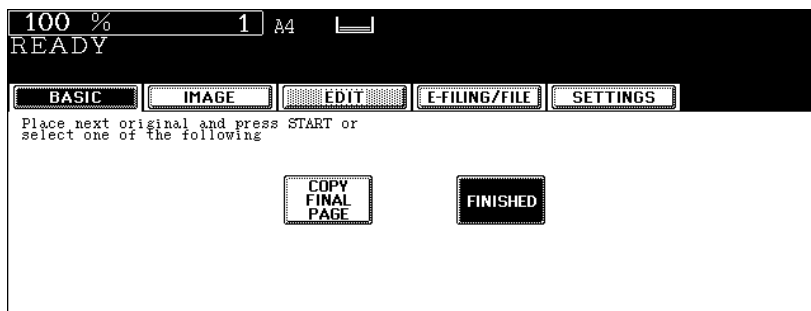 100 % 1 A4
READY
BASIC IMAGE EDIT E-FILING/FILE SETTINGS
Place next original and press START or
select one of the following
COPY
FINAL
PAGE
FINISHED